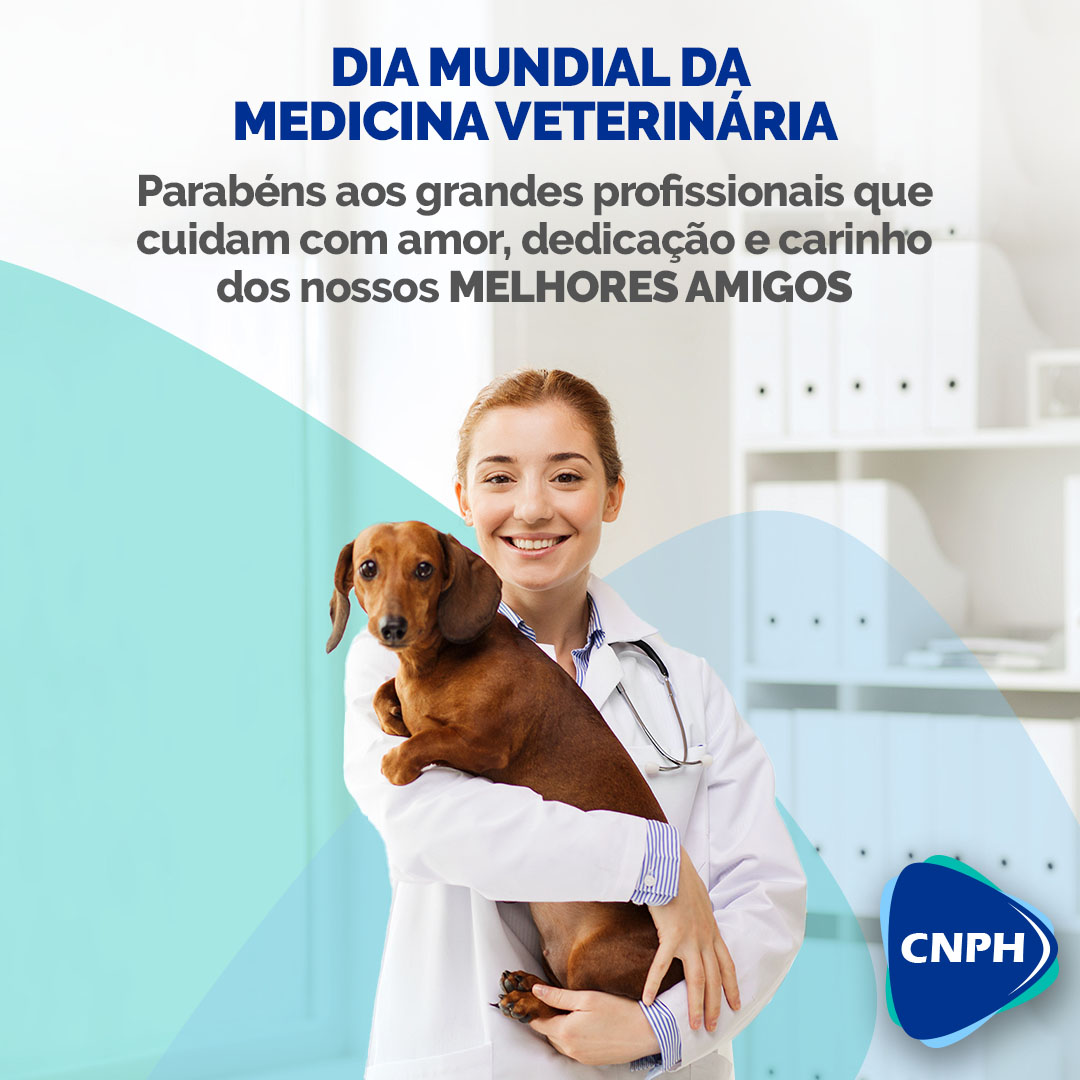 DIA MUNDIAL DA
MEDICINA VETERINÁRIA
Parabéns aos grandes profissionais que
cuidam com amor, dedicação e carinho
dos nossos MELHORES AMIGOS
CNPH